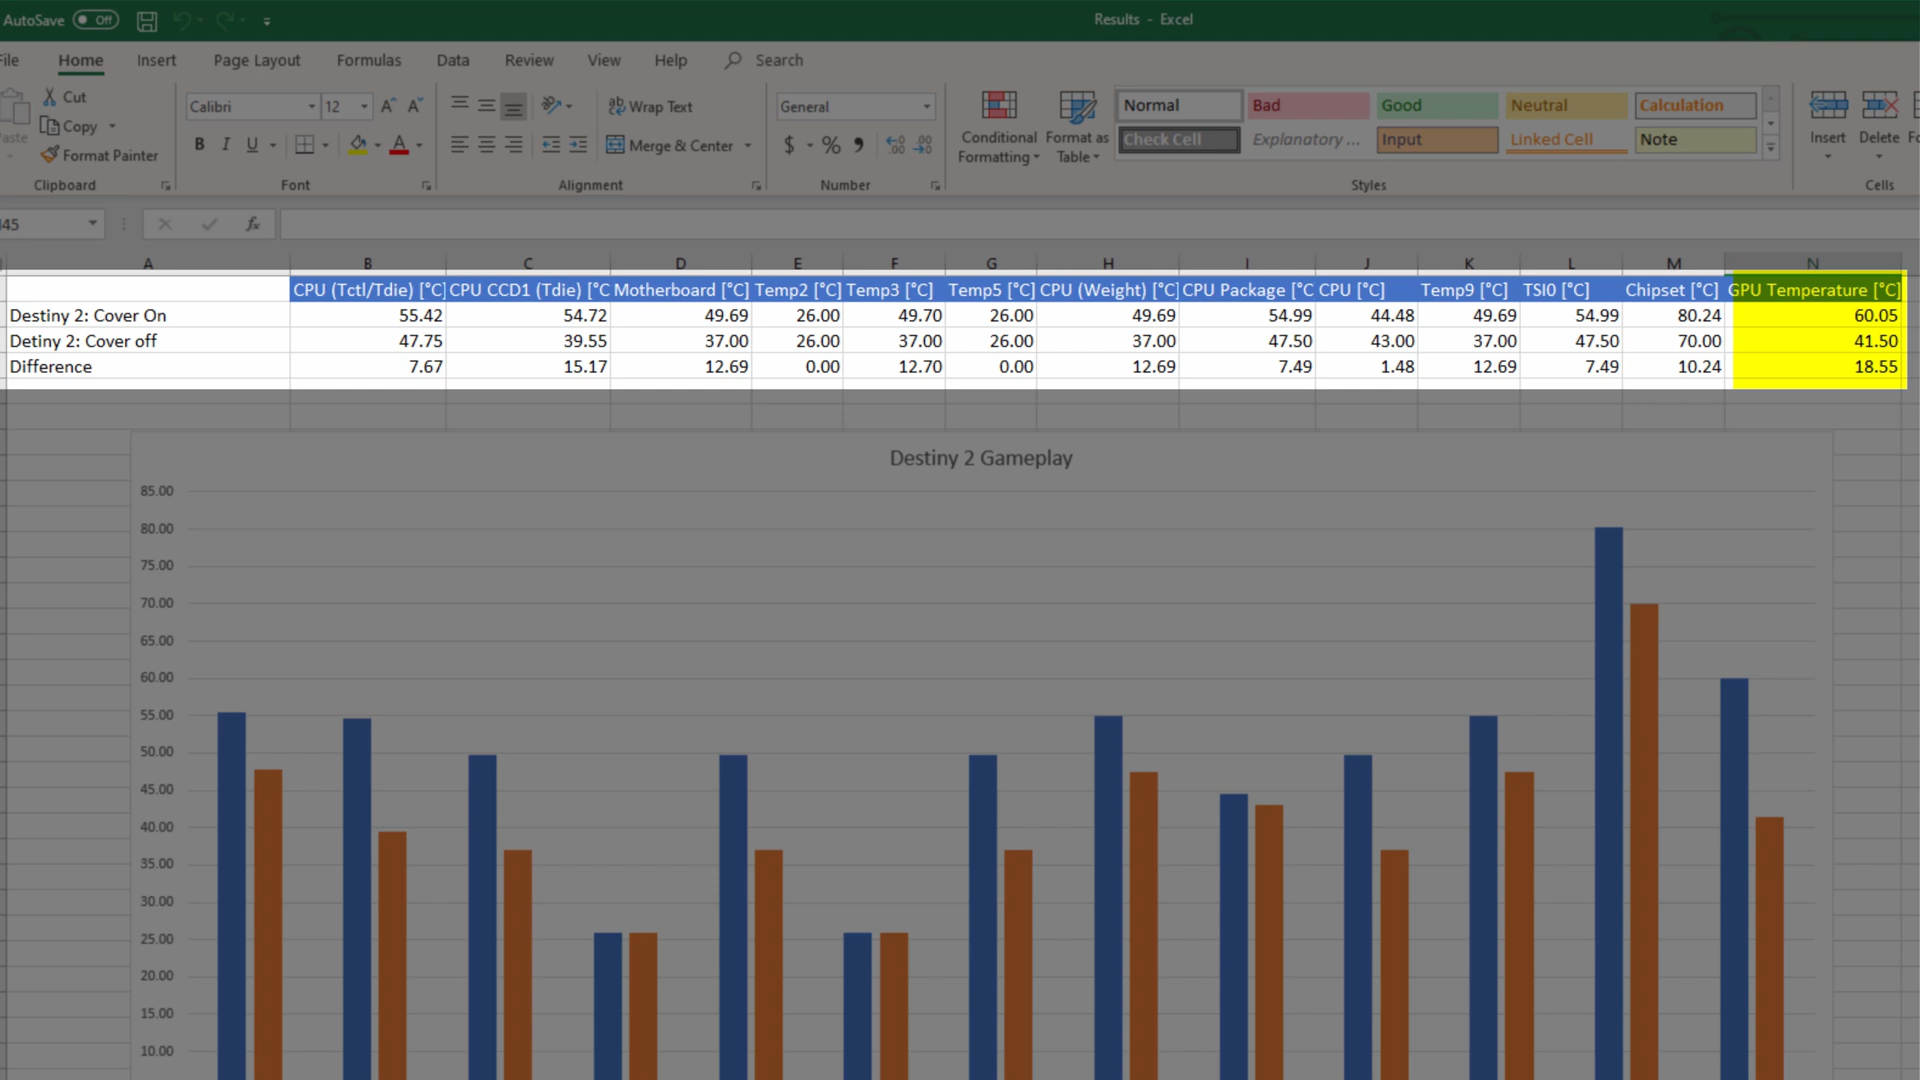 AutoSave Off
Results - Excel
File Home Insert Page Layout Formulas Data Review View Help Search
Cut
Copy
Format Painter
Paste
Clipboard
Calibri 12
B I U
Font
Wrap Text
Merge & Center
Alignment
General
$ %
Number
Conditional Formatting
Format as Table
Normal Bad Good Neutral Calculation
Check Cell Explanatory ... Input Linked Cell Note
Styles
Insert Delete
Cells
I45 fx
A B C D E F G H I J K L M N
CPU (Tctl/Tdie) [°C] CPU CCD1 (Tdie) [°C Motherboard [°C] Temp2 [°C] Temp3 [°C] Temp5 [°C] CPU (Weight) [°C] CPU Package [°C CPU [°C] Temp9 [°C] TSI0 [°C] Chipset [°C] GPU Temperature [°C]
Destiny 2: Cover On 55.42 54.72 49.69 26.00 49.70 26.00 49.69 54.99 44.48 49.69 54.99 80.24 60.05
Detiny 2: Cover off 47.75 39.55 37.00 26.00 37.00 26.00 37.00 47.50 43.00 37.00 47.50 70.00 41.50
Difference 7.67 15.17 12.69 0.00 12.70 0.00 12.69 7.49 1.48 12.69 7.49 10.24 18.55
Destiny 2 Gameplay
85.00
80.00
75.00
70.00
65.00
60.00
55.00
50.00
45.00
40.00
35.00
30.00
25.00
20.00
15.00
10.00